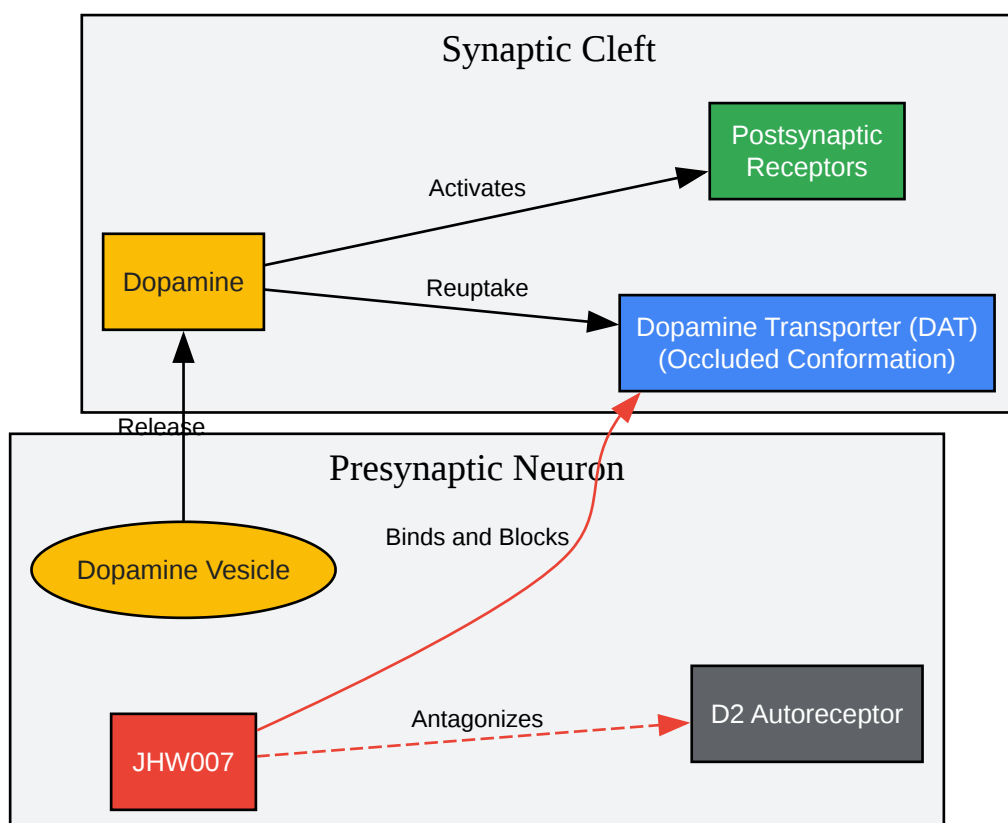 Synaptic Cleft
Postsynaptic
Receptors
Activates
Dopamine
Reuptake
Dopamine Transporter (DAT)
(Occluded Conformation)
Release
Presynaptic Neuron
Binds and Blocks
Dopamine Vesicle
D2 Autoreceptor
Antagonizes
JHW007